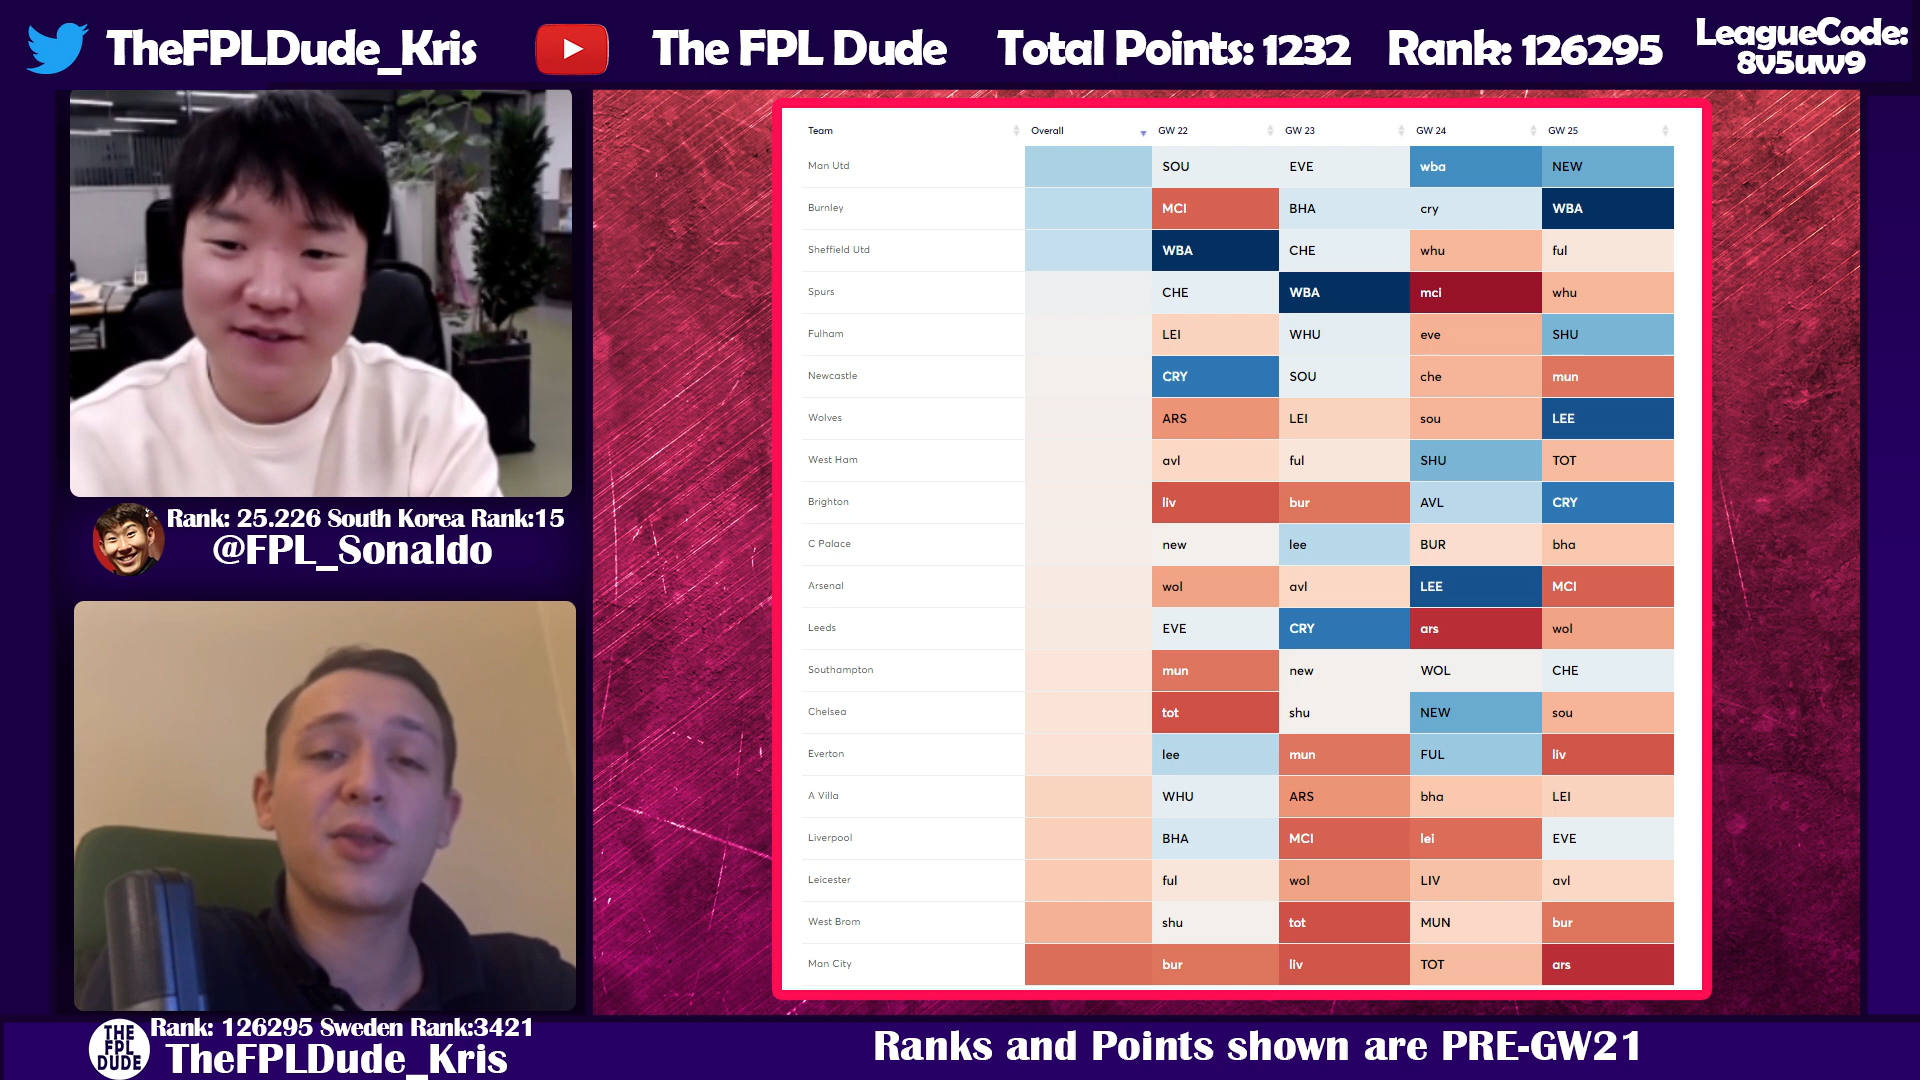 TheFPLDude_Kris
The FPL Dude
Total Points: 1232
Rank: 126295
LeagueCode:
8v5uw9
Rank: 25.226 South Korea Rank:15
@FPL_Sonaldo
Team Overall GW 22 GW 23 GW 24 GW 25
Man Utd SOU EVE wba NEW
Burnley MCI BHA cry WBA
Sheffield Utd WBA CHE whu ful
Spurs CHE WBA mci whu
Fulham LEI WHU eve SHU
Newcastle CRY SOU che mun
Wolves ARS LEI sou LEE
West Ham avl ful SHU TOT
Brighton liv bur AVL CRY
C Palace new lee BUR bha
Arsenal wol avl LEE MCI
Leeds EVE CRY ars wol
Southampton mun new WOL CHE
Chelsea tot shu NEW sou
Everton lee mun FUL liv
A Villa WHU ARS bha LEI
Liverpool BHA MCI lei EVE
Leicester ful wol LIV avl
West Brom shu tot MUN bur
Man City bur liv TOT ars
THE
FPL
DUDE
Rank: 126295 Sweden Rank:3421
TheFPLDude_Kris
Ranks and Points shown are PRE-GW21